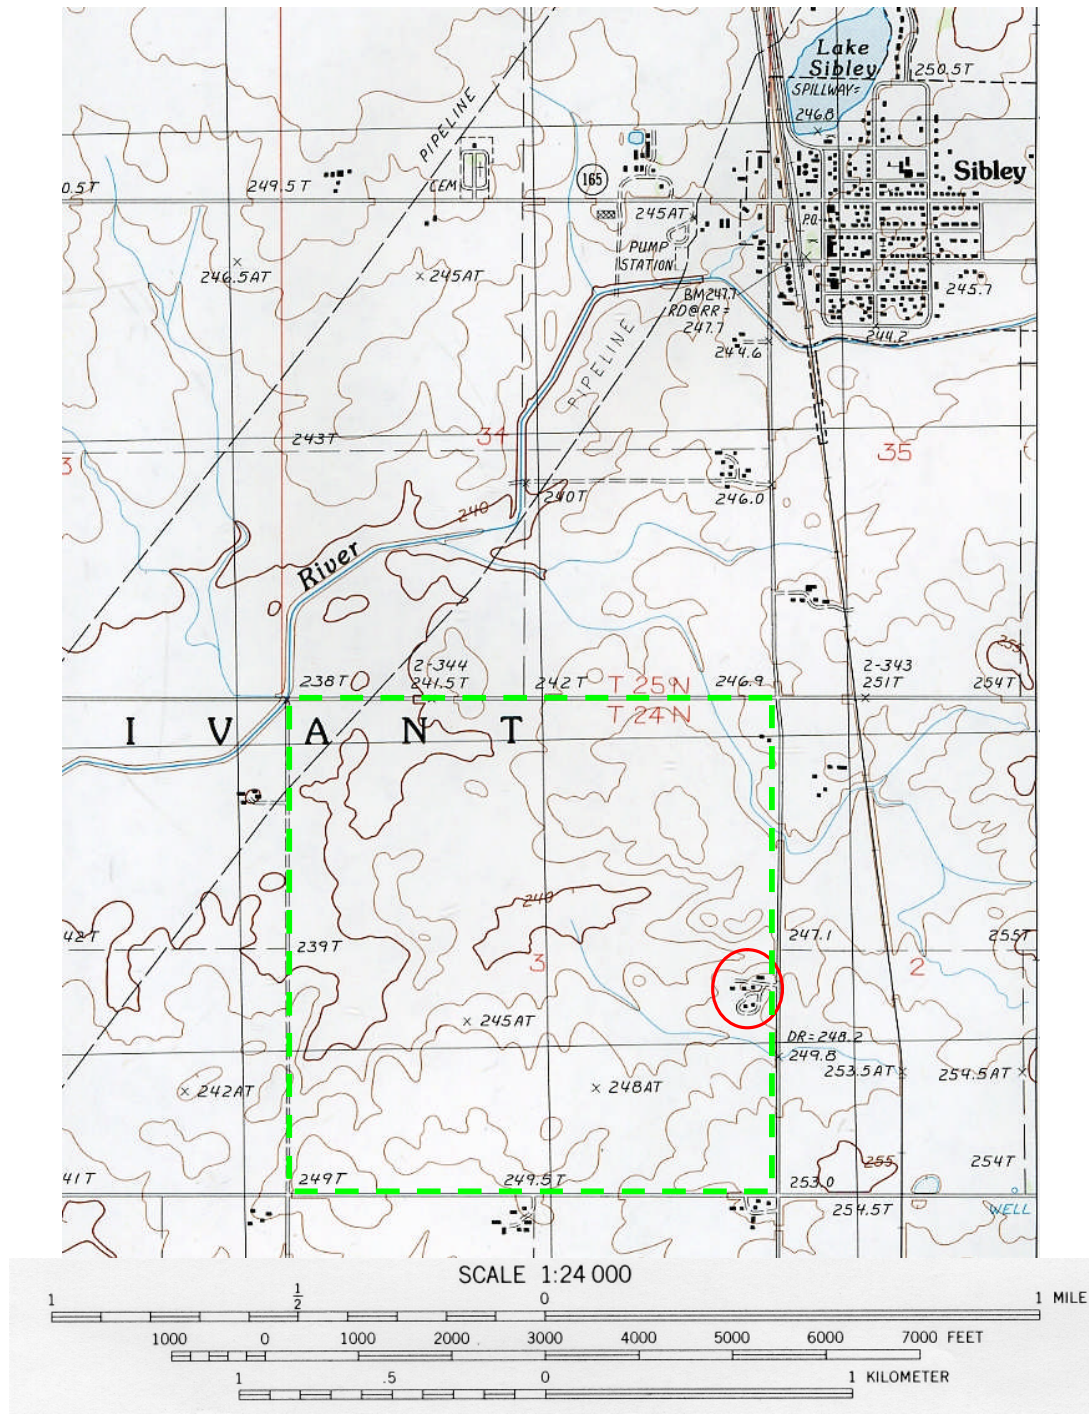 Lake
Sibley
250.5T
SPILLWAY=
246.8
PIPELINE
Sibley
0.5T
249.5T
CEM
165
245AT
P.O.
PUMP
STATION
246.5AT
245AT
BM247.7
RD@RR=
247.7
245.7
244.2
244.6
PIPELINE
243T
34
35
3
240
240T
246.0
River
255
2-344
2-343
238T
241.5T
242T
T 25 N
246.9
251T
254T
I V A N T
T 24 N
240
42T
239T
247.1
255T
3
2
245AT
DR=248.2
249.8
253.5AT
254.5AT
242AT
248AT
41T
249T
249.5T
253.0
255
254T
254.5T
WELL
SCALE 1:24 000
1 1/2 0 1 MILE
1000 0 1000 2000 3000 4000 5000 6000 7000 FEET
1 .5 0 1 KILOMETER